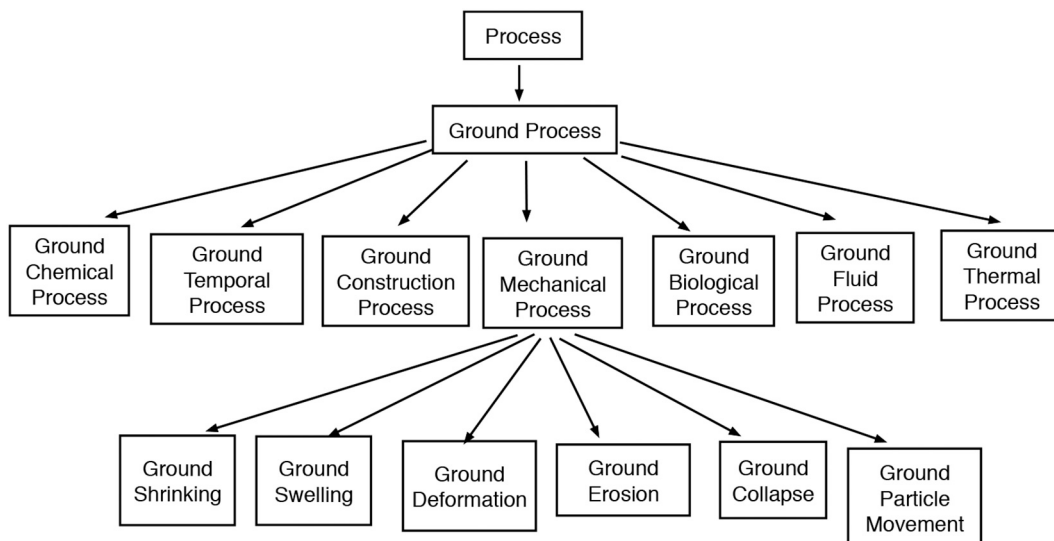 Process
Ground Process
Ground
Chemical
Process
Ground
Temporal
Process
Ground
Construction
Process
Ground
Mechanical
Process
Ground
Biological
Process
Ground
Fluid
Process
Ground
Thermal
Process
Ground
Shrinking
Ground
Swelling
Ground
Deformation
Ground
Erosion
Ground
Collapse
Ground
Particle
Movement